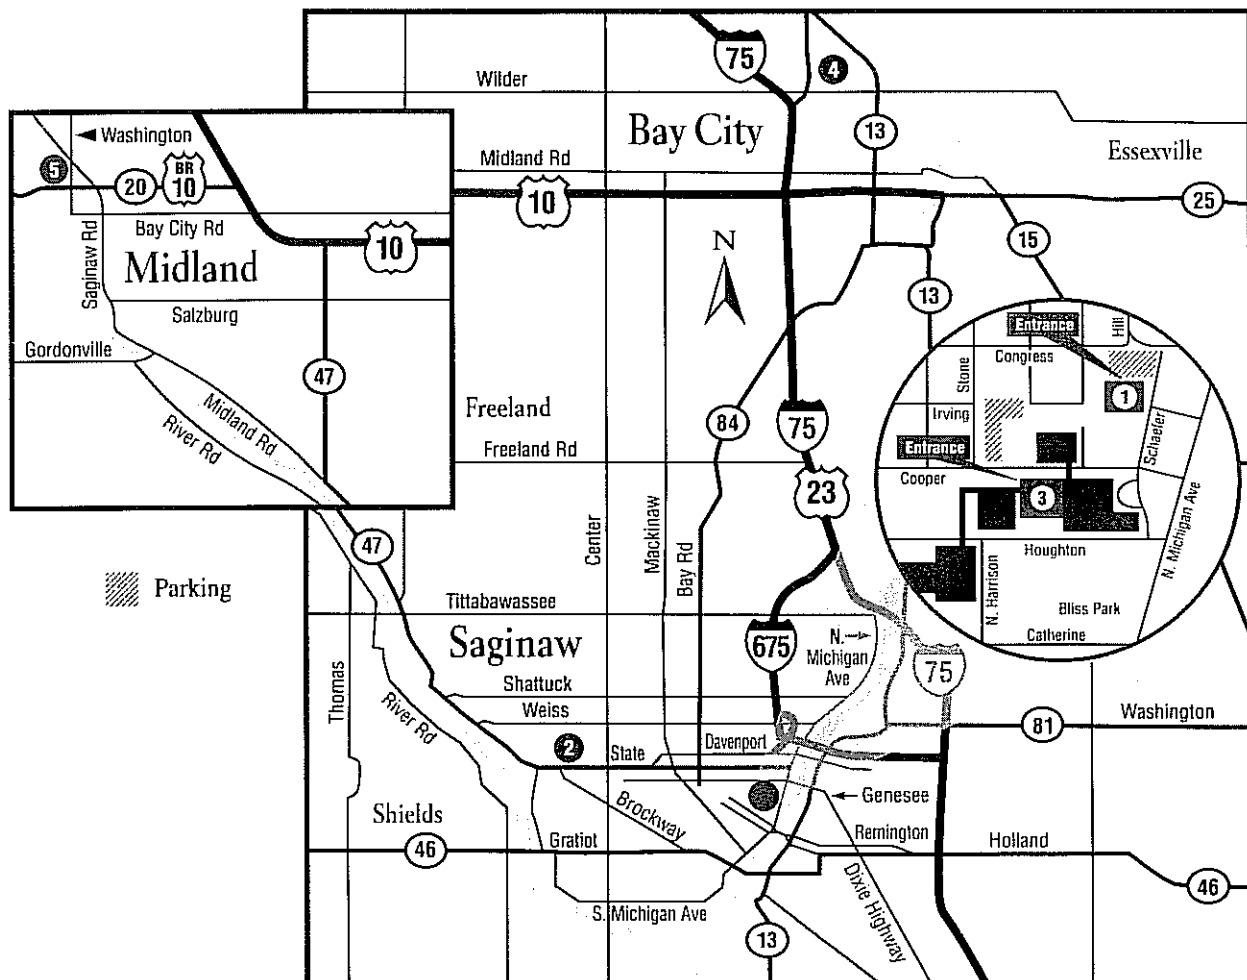 75
4
Wilder
Bay City
13
Essexville
Washington
5
20
BR
10
Midland Rd
10
25
Bay City Rd
Saginaw Rd
10
N
15
Midland
13
Salzburg
Gordonville
47
Midland Rd
River Rd
Freeland
84
75
Freeland Rd
23
Entrance
Hill
Congress
Stone
1
Irving
Schaefer
Entrance
Cooper
3
N. Michigan Ave
Houghton
N. Harrison
Bliss Park
Catherine
47
Center
Mackinaw
Bay Rd
Parking
Tittabawassee
Saginaw
675
N.
Michigan
Ave
75
Shattuck
Thomas
River Rd
Weiss
81
Washington
2
State
Davenport
Genesee
Brockway
Shields
Remington
46
Gratiot
Holland
46
Dixie Highway
S. Michigan Ave
13